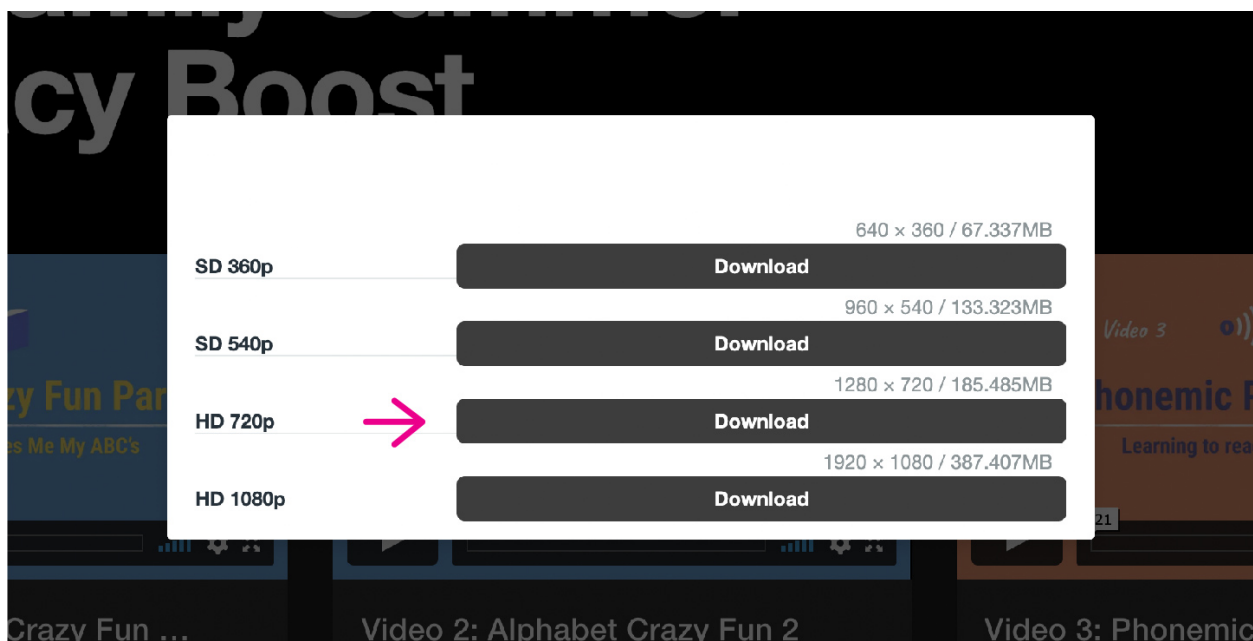 cy Boost
640 × 360 / 67.337MB
SD 360p Download
960 × 540 / 133.323MB
SD 540p Download
1280 × 720 / 185.485MB
HD 720p Download
1920 × 1080 / 387.407MB
HD 1080p Download
zy Fun Par
es Me My ABC's
Video 3
honemic
Learning to rea
21
Crazy Fun ...
Video 2: Alphabet Crazy Fun 2
Video 3: Phonemic